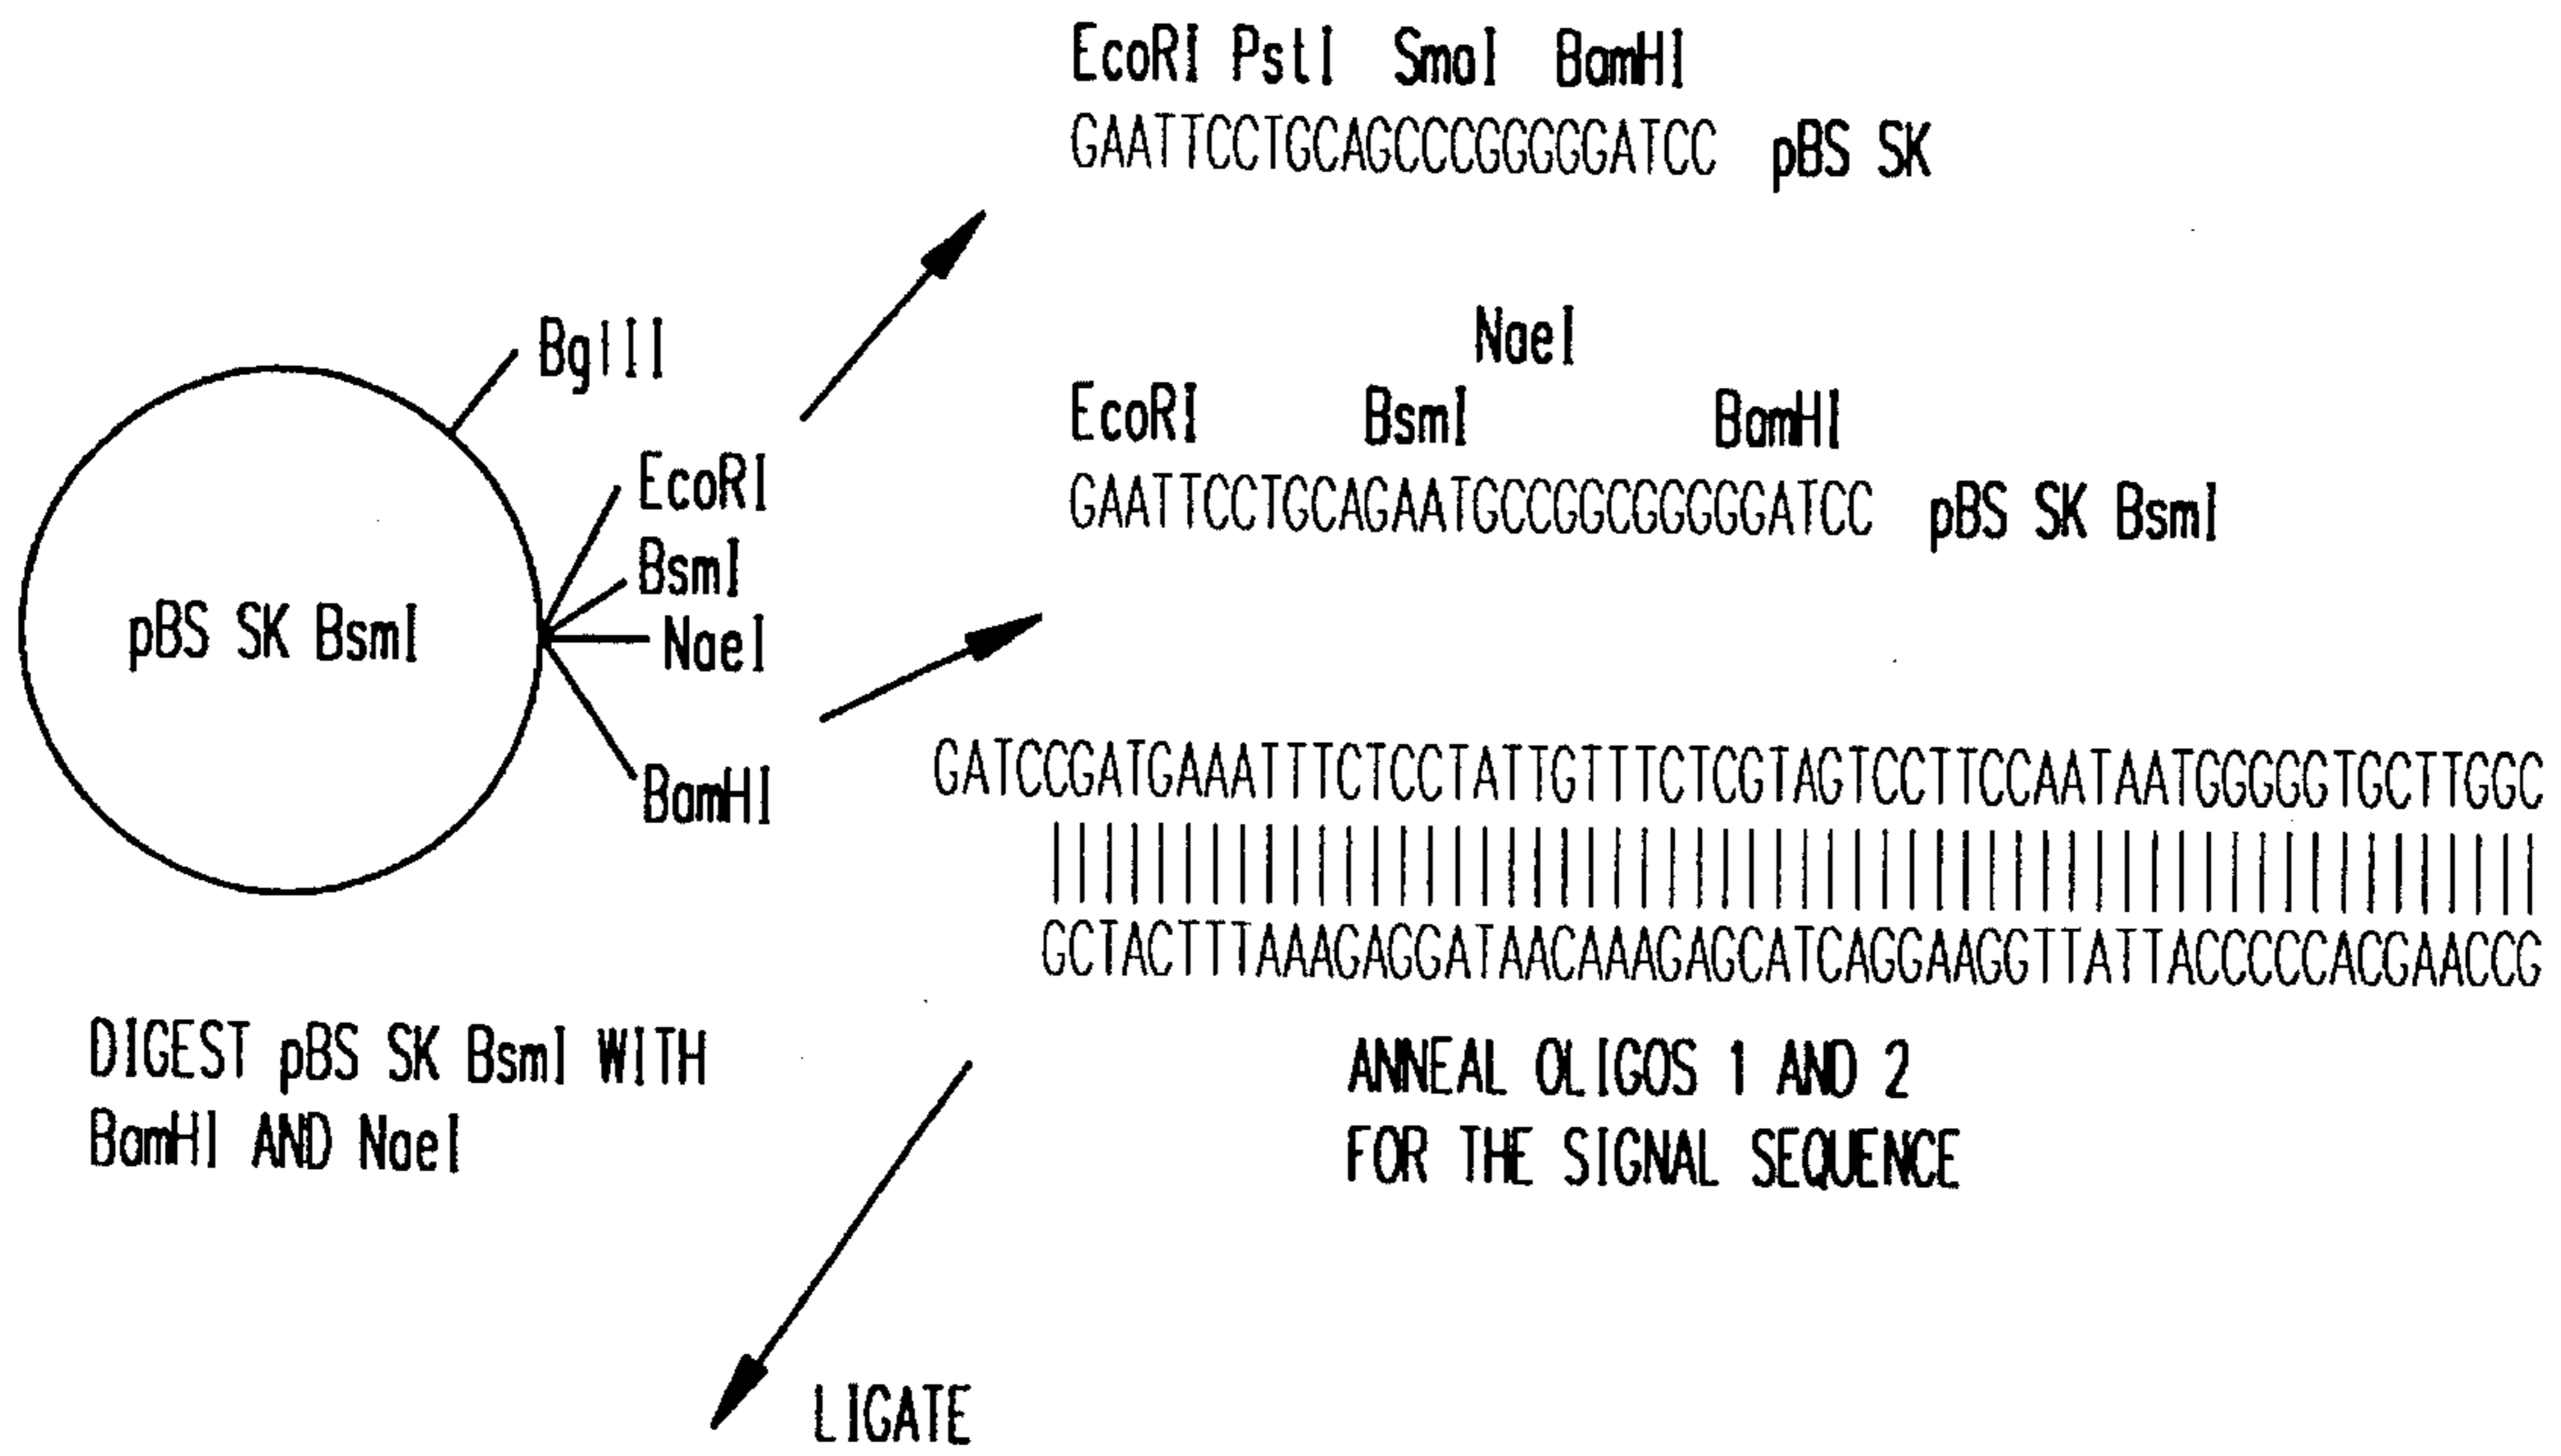 EcoRI PstI SmaI BamHI
GAATTCCTGCAGCCCGGGGGATCC pBS SK
NaeI
EcoRI BsmI BamHI
GAATTCCTGCAGAATGCCGGCGGGGGGATCC pBS SK BsmI
BglII
EcoRI
BsmI
NaeI
BamHI
pBS SK BsmI
GATCCGATGAAATTTCTCCTATTGTTTCTCGTAGTCCTTCCAATAATGGGGGTGCTTGGC
GCTACTTTAAAGAGGATAACAAAGAGCATCAGGAAGGTTATTACCCCCACGAACCG
DIGEST pBS SK BsmI WITH
BamHI AND NaeI
ANNEAL OLIGOS 1 AND 2
FOR THE SIGNAL SEQUENCE
LIGATE